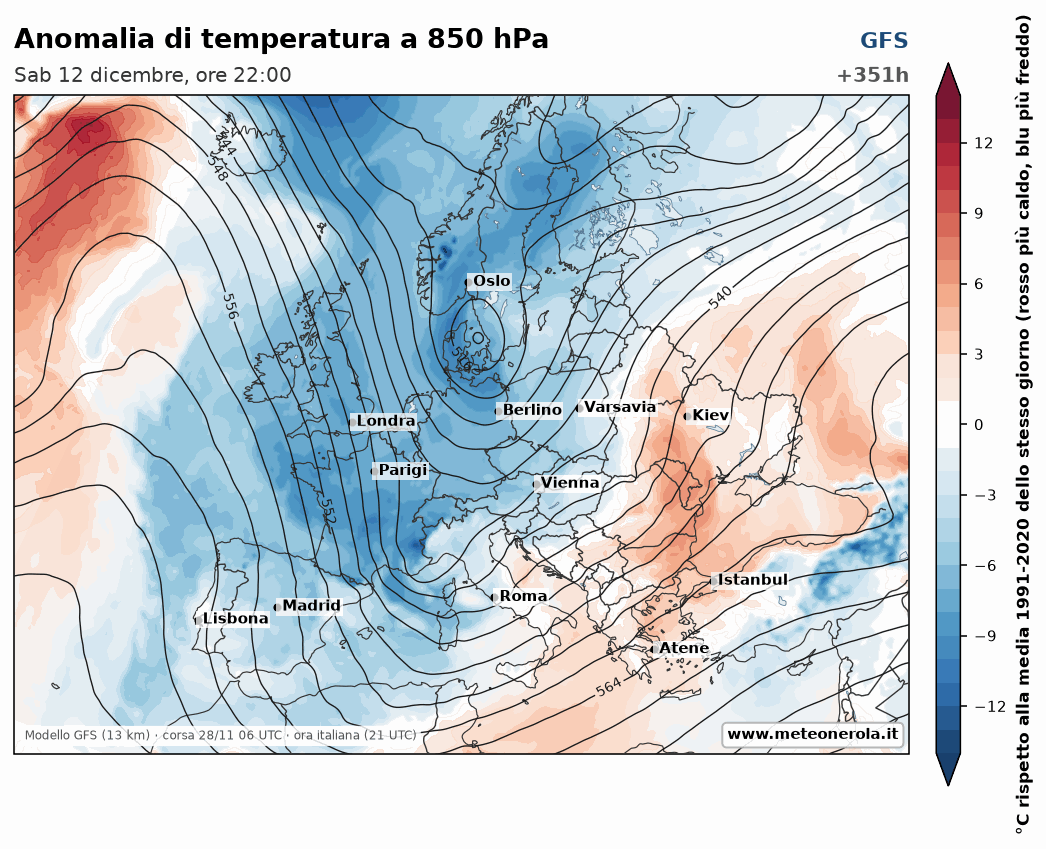 Anomalia di temperatura a 850 hPa
GFS
Sab 12 dicembre, ore 22:00
+351h
544
548
556
540
552
564
Oslo
Berlino
Varsavia
Kiev
Londra
Parigi
Vienna
Istanbul
Roma
Madrid
Lisbona
Atene
Modello GFS (13 km) · corsa 28/11 06 UTC · ora italiana (21 UTC)
www.meteonerola.it
12
9
6
3
0
−3
−6
−9
−12
°C rispetto alla media 1991-2020 dello stesso giorno (rosso più caldo, blu più freddo)